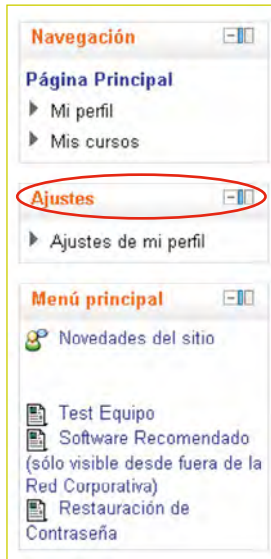 Navegación
Página Principal
Mi perfil
Mis cursos
Ajustes
Ajustes de mi perfil
Menú principal
Novedades del sitio
Test Equipo
Software Recomendado
(sólo visible desde fuera de la
Red Corporativa)
Restauración de
Contraseña